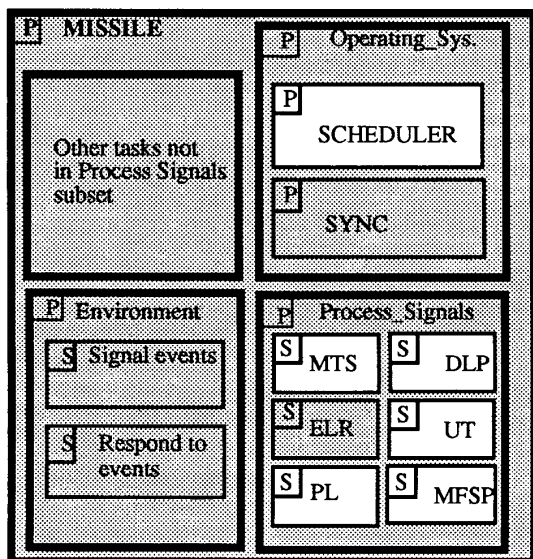 P MISSILE
Other tasks not
in Process Signals
subset
P Operating_Sys.
P
SCHEDULER
P
SYNC
P Environment
S Signal events
S Respond to
events
P Process_Signals
S MTS
S DLP
S ELR
S UT
S PL
S MFSP